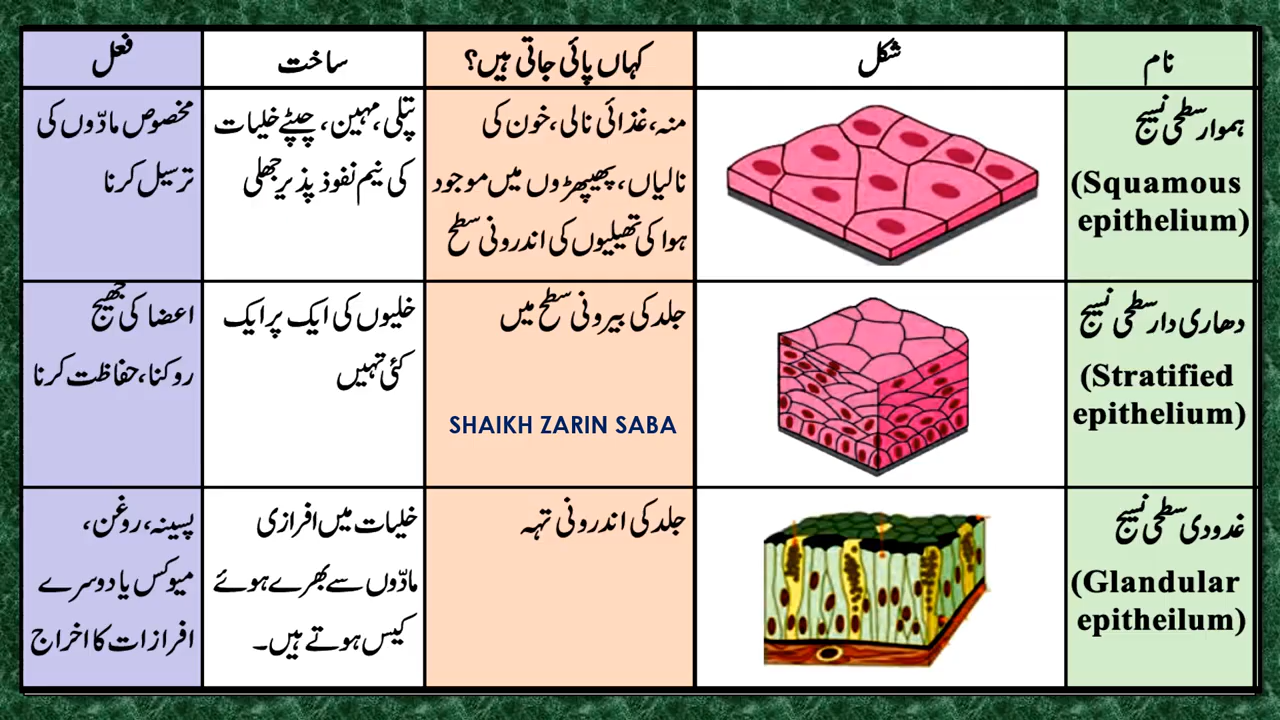 نام
شکل
کہاں پائی جاتی ہیں؟
ساخت
فعل
ہموار سطحی نسیج
(Squamous
epithelium)
منہ، غذائی نالی، خون کی
نالیاں، پھیپھڑوں میں موجود
ہوا کی تھیلیوں کی اندرونی سطح
پتلی، مہین، چپٹے خلیات
کی نیم نفوذ پذیر جھلی
مخصوص مادّوں کی
ترسیل کرنا
دھاری دار سطحی نسیج
(Stratified
epithelium)
جلد کی بیرونی سطح میں
SHAIKH ZARIN SABA
خلیوں کی ایک پر ایک
کئی تہیں
اعضا کی چھیج
روکنا، حفاظت کرنا
غدودی سطحی نسیج
(Glandular
epitheilum)
جلد کی اندرونی تہہ
خلیات میں افرازی
مادّوں سے بھرے ہوئے
کیس ہوتے ہیں۔
پسینہ، روغن،
میوکس یا دوسرے
افرازات کا اخراج